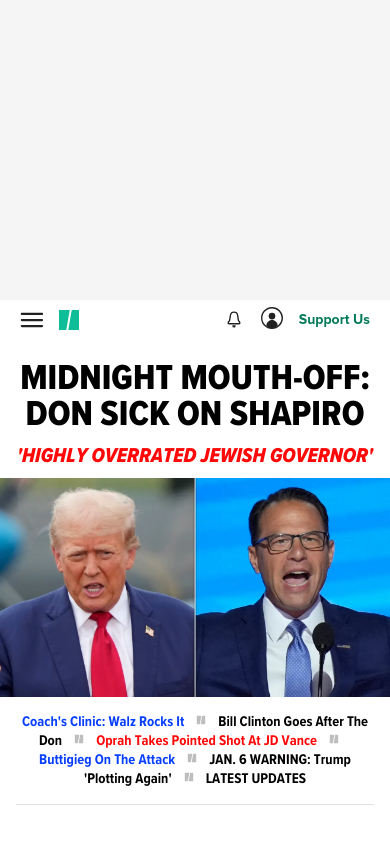 Support Us
MIDNIGHT MOUTH-OFF:
DON SICK ON SHAPIRO
'HIGHLY OVERRATED JEWISH GOVERNOR'
Coach's Clinic: Walz Rocks It Bill Clinton Goes After The
Don Oprah Takes Pointed Shot At JD Vance
Buttigieg On The Attack JAN. 6 WARNING: Trump
'Plotting Again' LATEST UPDATES